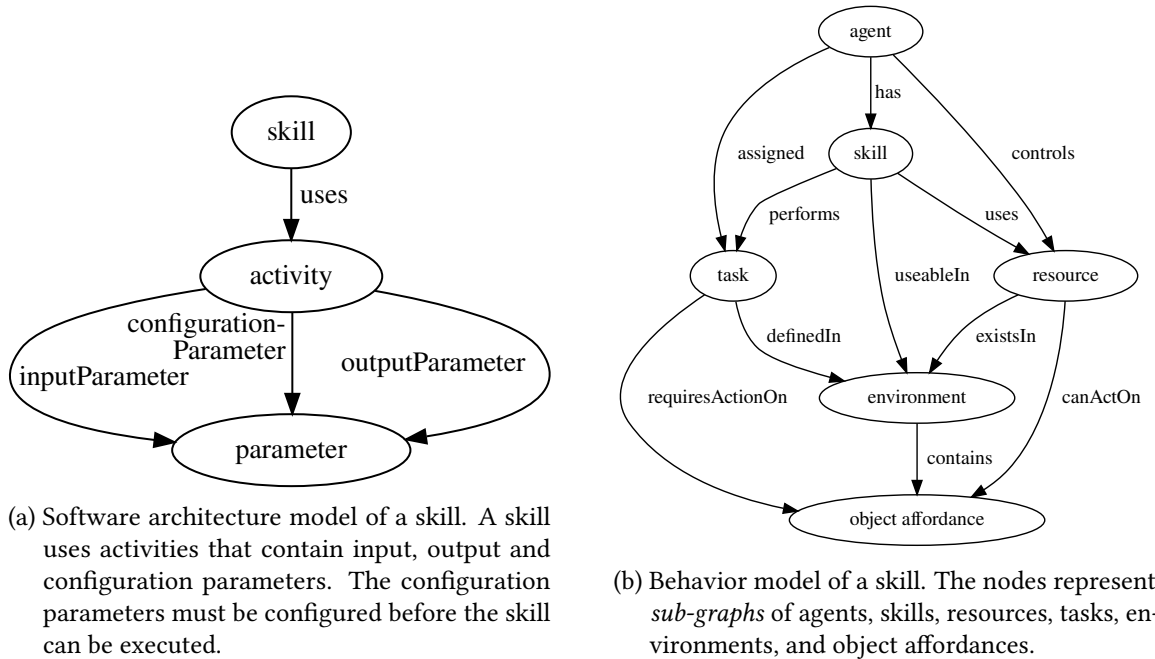 skill
uses
activity
configuration-
Parameter
inputParameter
outputParameter
parameter
(a) Software architecture model of a skill. A skill
uses activities that contain input, output and
configuration parameters. The configuration
parameters must be configured before the skill
can be executed.
agent
has
assigned
skill
controls
performs
uses
task
useableIn
resource
definedIn
existsIn
requiresActionOn
environment
canActOn
contains
object affordance
(b) Behavior model of a skill. The nodes represent
sub-graphs of agents, skills, resources, tasks, en-
vironments, and object affordances.